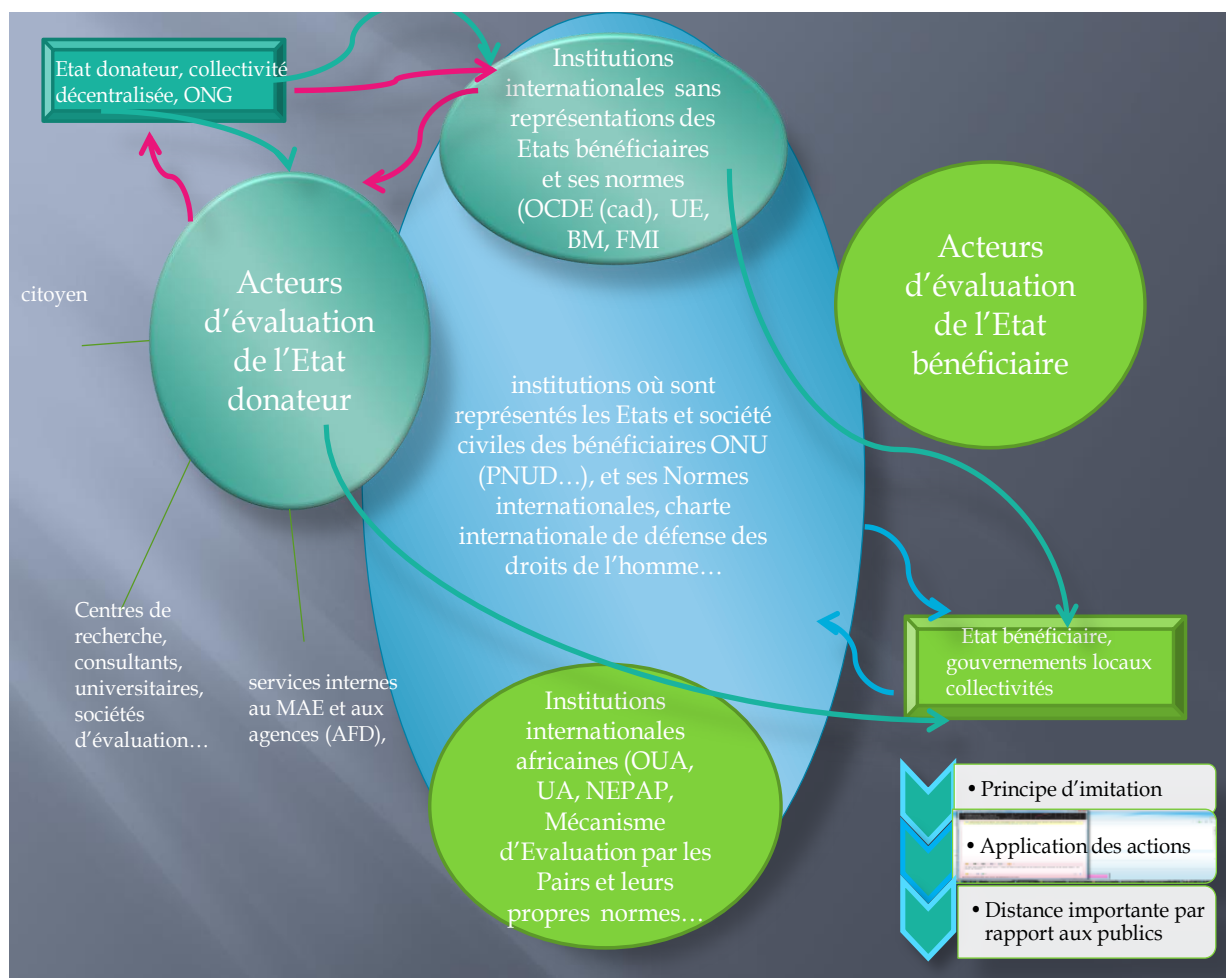 Etat donateur, collectivité
décentralisée, ONG
Institutions
internationales sans
représentations des
Etats bénéficiaires
et ses normes
(OCDE (cad), UE,
BM, FMI
Acteurs
d’évaluation
de l’Etat
donateur
Acteurs
d’évaluation
de l’Etat
bénéficiaire
citoyen
institutions où sont
représentés les Etats et société
civiles des bénéficiaires ONU
(PNUD…), et ses Normes
internationales, charte
internationale de défense des
droits de l’homme…
Centres de
recherche,
consultants,
universitaires,
sociétés
d’évaluation…
services internes
au MAE et aux
agences (AFD),
Etat bénéficiaire,
gouvernements locaux
collectivités
Institutions
internationales
africaines (OUA,
UA, NEPAP,
Mécanisme
d’Evaluation par les
Pairs et leurs
propres normes…
• Principe d’imitation
• Application des actions
• Distance importante par
rapport aux publics